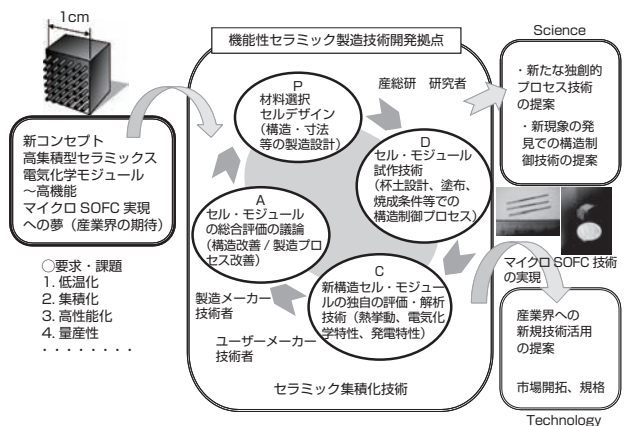 1cm
新コンセプト
高集積型セラミックス
電気化学モジュール
～高機能
マイクロ SOFC 実現
への夢（産業界の期待）
○要求・課題
1. 低温化
2. 集積化
3. 高性能化
4. 量産性
・・・・・・・・
機能性セラミック製造技術開発拠点
P
材料選択
セルデザイン
（構造・寸法
等の製造設計）
産総研　研究者
D
セル・モジュール
試作技術
（杯土設計、塗布、
焼成条件等での
構造制御プロセス）
A
セル・モジュール
の総合評価の議論
（構造改善 / 製造プロ
セス改善）
C
新構造セル・モジュー
ルの独自の評価・解析
技術（熱挙動、電気化
学特性、発電特性）
製造メーカー
技術者
ユーザーメーカー
技術者
セラミック集積化技術
Science
・新たな独創的
プロセス技術
の提案
・新現象の発
見での構造制
御技術の提案
マイクロ SOFC 技術
の実現
産業界への
新規技術活用
の提案
市場開拓、規格
Technology